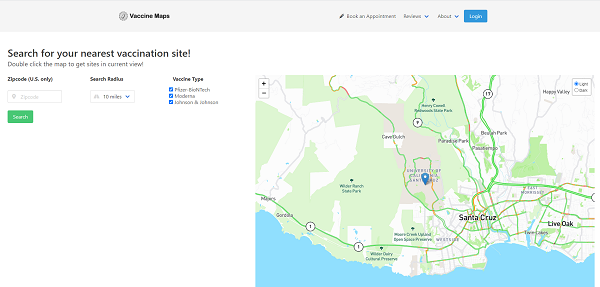 Vaccine Maps
Book an Appointment
Reviews
About
Login
Search for your nearest vaccination site!
Double click the map to get sites in current view!
Zipcode (U.S. only)
Search Radius
Vaccine Type
Zipcode
10 miles
Pfizer-BioNTech
Moderna
Johnson & Johnson
Search
+
−
Light
Dark
17
Happy Valley
Henry Cowell
Redwoods State Park
9
Cave Gulch
Paradise Park
Beulah Park
Pasatiempo
UNIVERSITY OF
CALIFORNIA
SANTA CRUZ
Wilder Ranch
State Park
EAST
MORRISSEY
Majors
Gordola
1
Santa Cruz
Live Oak
Twin Lakes
Moore Creek Upland
Open Space Preserve
WESTSIDE
1
Wilder Dairy
Cultural Preserve